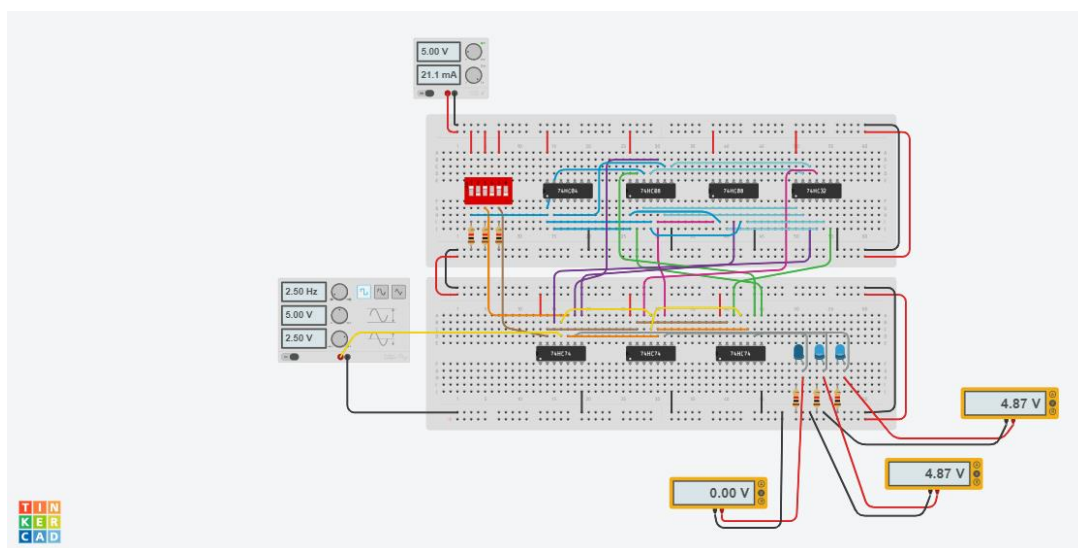 5.00 V
21.1 mA
74HC04
74HC08
74HC08
74HC32
2.50 Hz
5.00 V
2.50 V
74HC74
74HC74
74HC74
4.87 V
4.87 V
0.00 V
TIN
KER
CAD